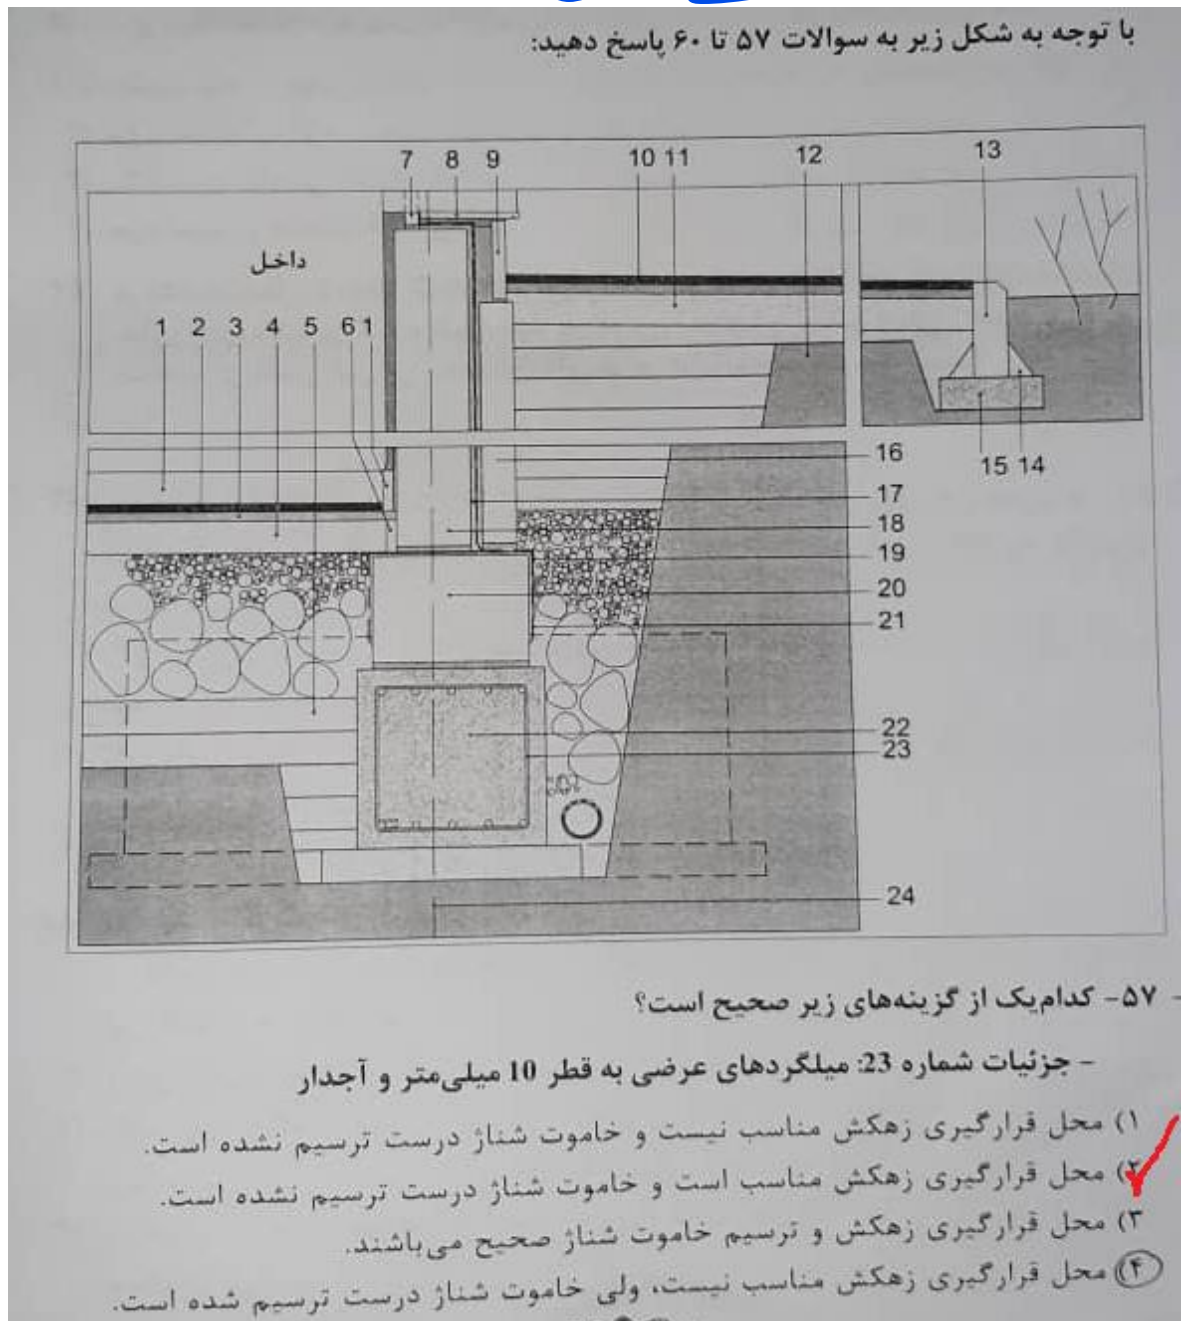 با توجه به شکل زیر به سوالات ۵۷ تا ۶۰ پاسخ دهید:
7 8 9 10 11 12 13
داخل
1 2 3 4 5 6 1
15 14
16
17
18
19
20
21
22
23
24
۵۷- کدام‌یک از گزینه‌های زیر صحیح است؟
- جزئیات شماره 23: میلگردهای عرضی به قطر 10 میلی‌متر و آجدار
۱) محل قرارگیری زهکش مناسب نیست و خاموت شناژ درست ترسیم نشده است.
۲) محل قرارگیری زهکش مناسب است و خاموت شناژ درست ترسیم نشده است.
۳) محل قرارگیری زهکش و ترسیم خاموت شناژ صحیح می‌باشند.
۴) محل قرارگیری زهکش مناسب نیست، ولی خاموت شناژ درست ترسیم شده است.